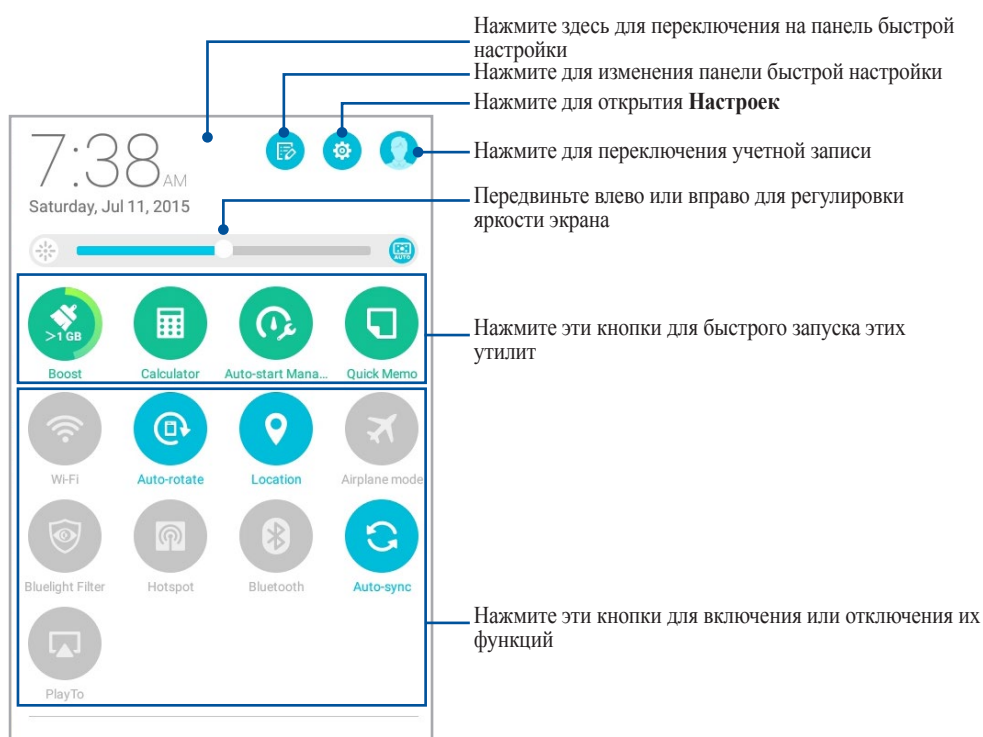 Нажмите здесь для переключения на панель быстрой
настройки
Нажмите для изменения панели быстрой настройки
Нажмите для открытия Настроек
Нажмите для переключения учетной записи
Передвиньте влево или вправо для регулировки
яркости экрана
7:38 AM
Saturday, Jul 11, 2015
AUTO
>1 GB
Boost
Calculator
Auto-start Mana...
Quick Memo
Нажмите эти кнопки для быстрого запуска этих
утилит
Wi-Fi
Auto-rotate
Location
Airplane mode
Bluelight Filter
Hotspot
Bluetooth
Auto-sync
Нажмите эти кнопки для включения или отключения их
функций
PlayTo